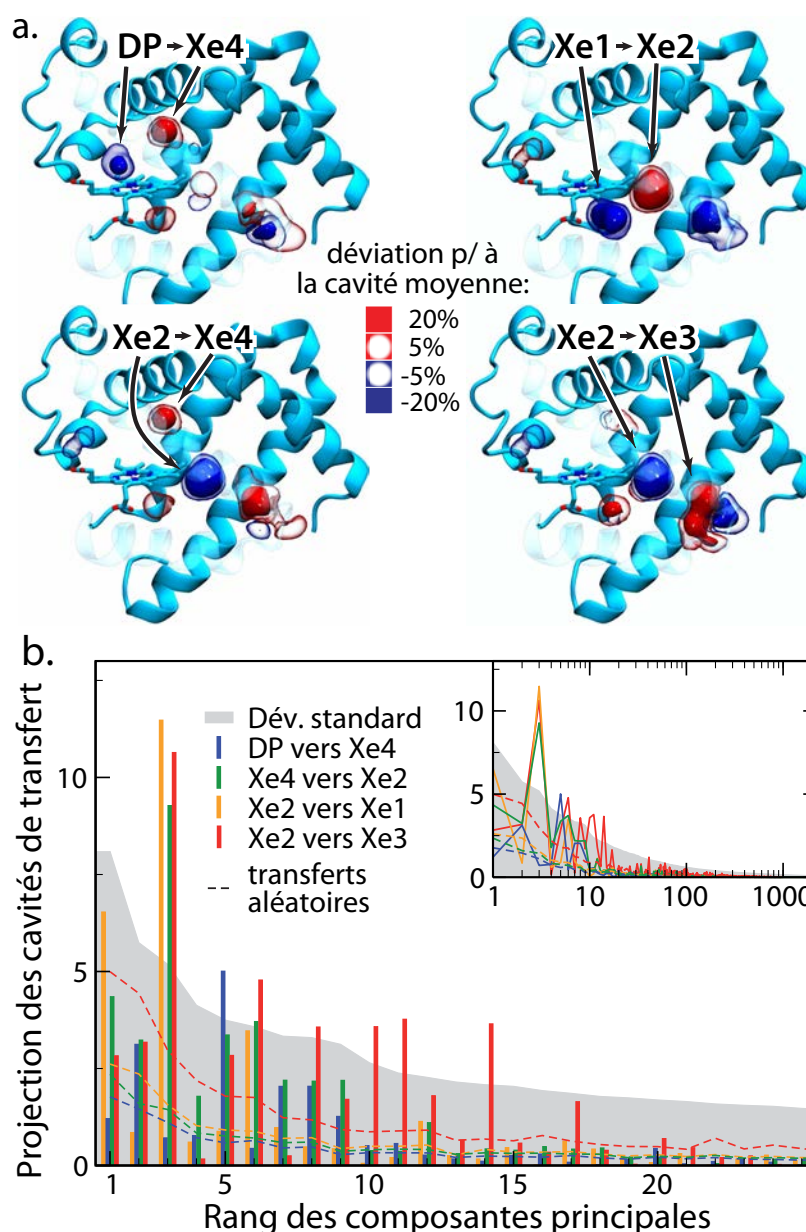 a.
DP → Xe4
Xe1 → Xe2
déviation p/ à
la cavité moyenne:
20%
5%
-5%
-20%
Xe2 → Xe4
Xe2 → Xe3
b.
Projection des cavités de transfert
10
5
0
Dév. standard
DP vers Xe4
Xe4 vers Xe2
Xe2 vers Xe1
Xe2 vers Xe3
transferts
aléatoires
10
5
0
1 10 100 1000
1 5 10 15 20
Rang des composantes principales